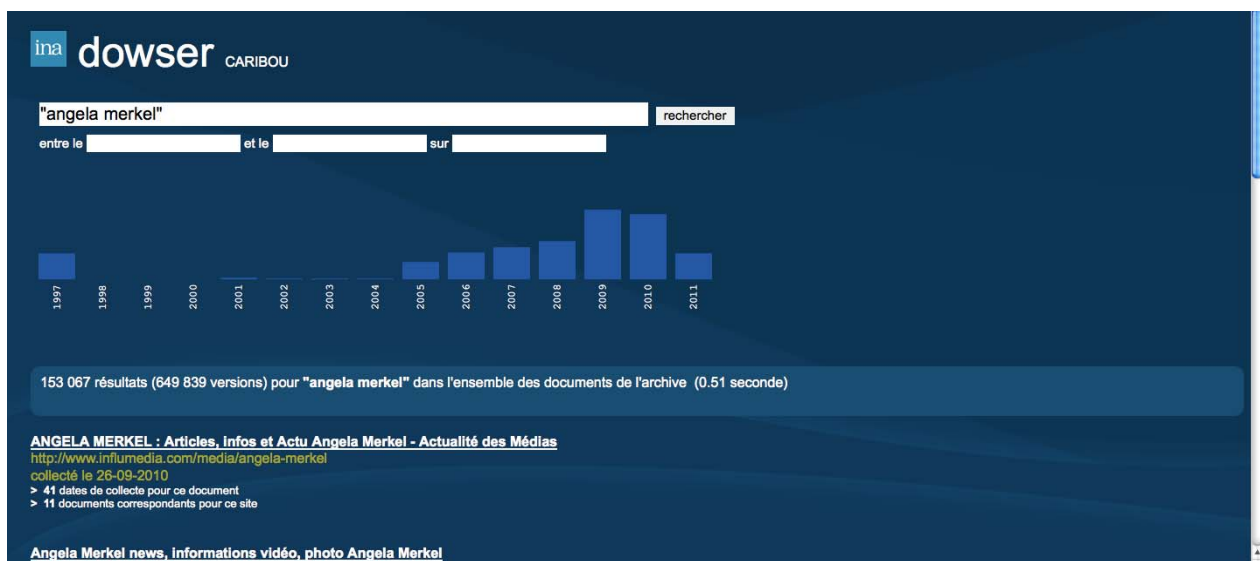 ina dowser CARIBOU
"angela merkel" rechercher
entre le et le sur
1997 1998 1999 2000 2001 2002 2003 2004 2005 2006 2007 2008 2009 2010 2011
153 067 résultats (649 839 versions) pour "angela merkel" dans l'ensemble des documents de l'archive (0.51 seconde)
ANGELA MERKEL : Articles, infos et Actu Angela Merkel - Actualité des Médias
http://www.influmedia.com/media/angela-merkel
collecté le 26-09-2010
> 41 dates de collecte pour ce document
> 11 documents correspondants pour ce site
Angela Merkel news, informations vidéo, photo Angela Merkel